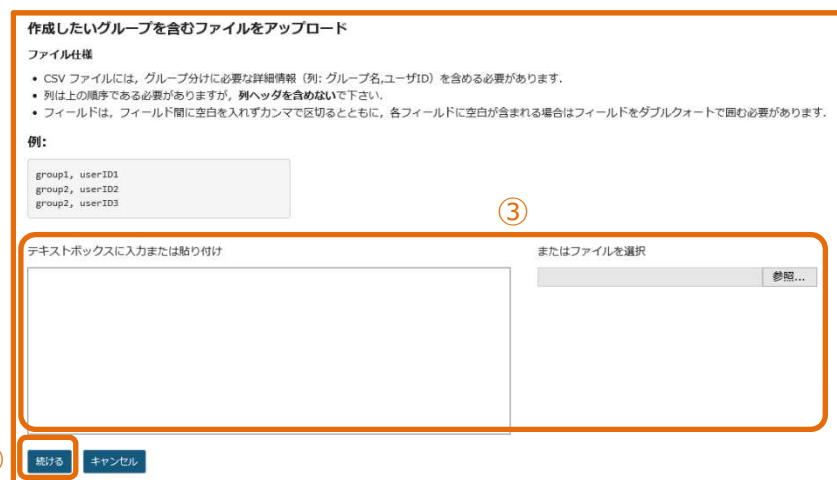 作成したいグループを含むファイルをアップロード
ファイル仕様
• CSV ファイルには，グループ分けに必要な詳細情報（列: グループ名,ユーザID）を含める必要があります.
• 列は上の順序である必要がありますが，列ヘッダを含めないで下さい.
• フィールドは，フィールド間に空白を入れずカンマで区切るとともに，各フィールドに空白が含まれる場合はフィールドをダブルクォートで囲む必要があります.
例:
group1, userID1
group2, userID2
group2, userID3
③
テキストボックスに入力または貼り付け
またはファイルを選択
参照...
続ける
キャンセル